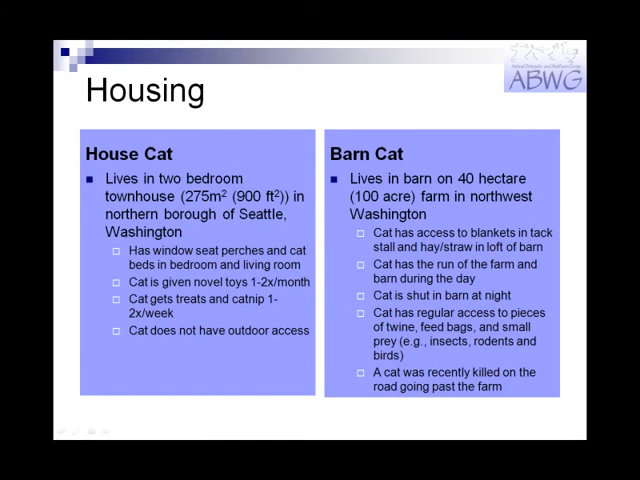 ABWG
Housing
House Cat
Lives in two bedroom
townhouse (275m² (900 ft²)) in
northern borough of Seattle,
Washington
Has window seat perches and cat
beds in bedroom and living room
Cat is given novel toys 1-2x/month
Cat gets treats and catnip 1-
2x/week
Cat does not have outdoor access
Barn Cat
Lives in barn on 40 hectare
(100 acre) farm in northwest
Washington
Cat has access to blankets in tack
stall and hay/straw in loft of barn
Cat has the run of the farm and
barn during the day
Cat is shut in barn at night
Cat has regular access to pieces
of twine, feed bags, and small
prey (e.g., insects, rodents and
birds)
A cat was recently killed on the
road going past the farm